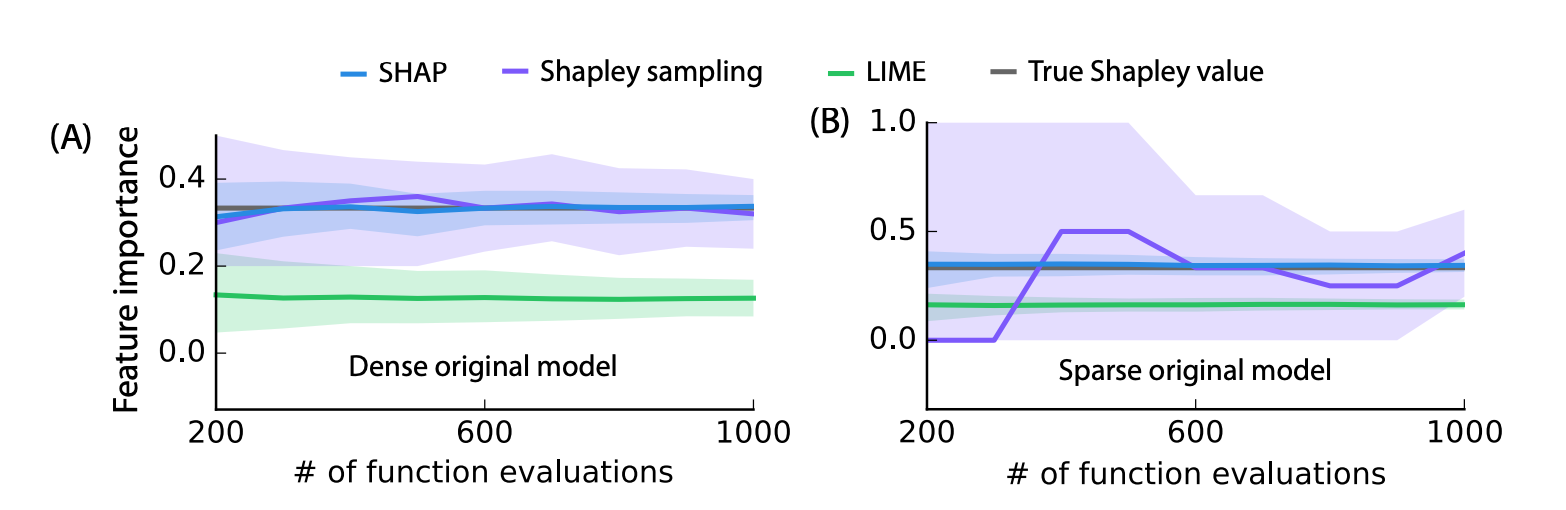 SHAP Shapley sampling LIME True Shapley value
(A)
Feature importance
0.4
0.2
0.0
Dense original model
200 600 1000
# of function evaluations
(B)
1.0
0.5
0.0
Sparse original model
200 600 1000
# of function evaluations